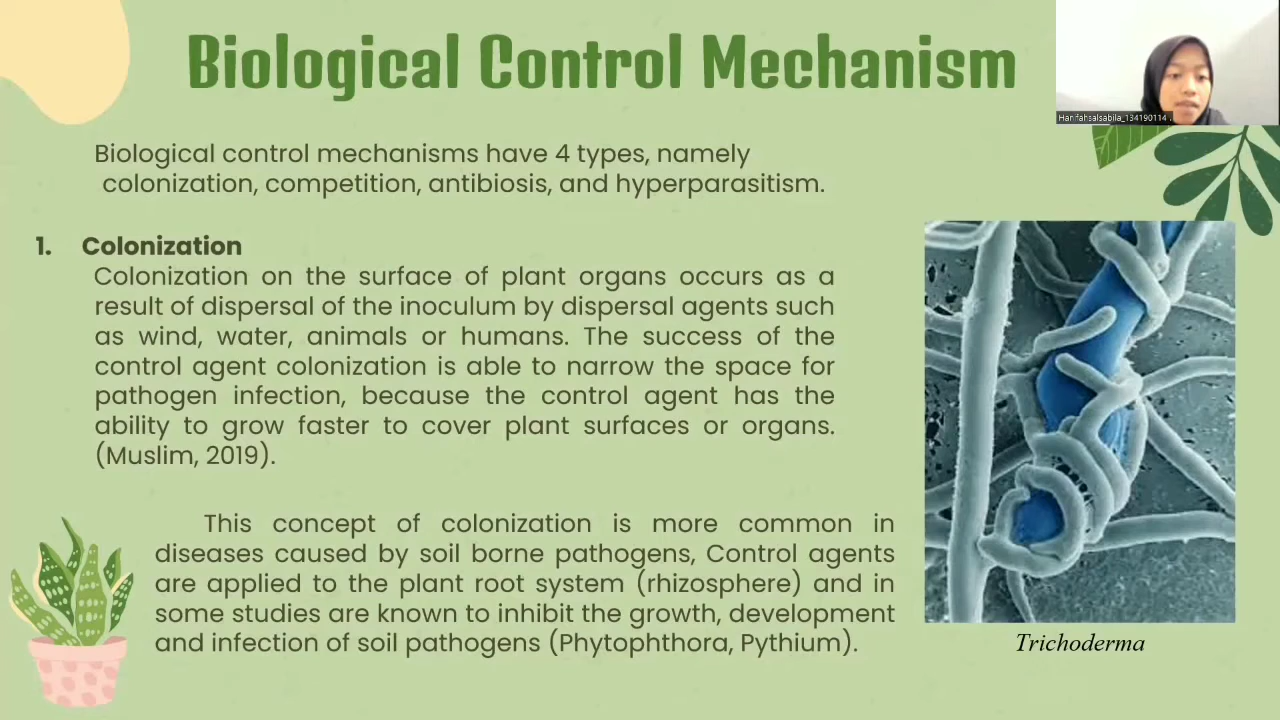 Biological Control Mechanism
Harifahsalsabila_134190114
Biological control mechanisms have 4 types, namely
colonization, competition, antibiosis, and hyperparasitism.
1. Colonization
Colonization on the surface of plant organs occurs as a
result of dispersal of the inoculum by dispersal agents such
as wind, water, animals or humans. The success of the
control agent colonization is able to narrow the space for
pathogen infection, because the control agent has the
ability to grow faster to cover plant surfaces or organs.
(Muslim, 2019).
This concept of colonization is more common in
diseases caused by soil borne pathogens, Control agents
are applied to the plant root system (rhizosphere) and in
some studies are known to inhibit the growth, development
and infection of soil pathogens (Phytophthora, Pythium).
Trichoderma